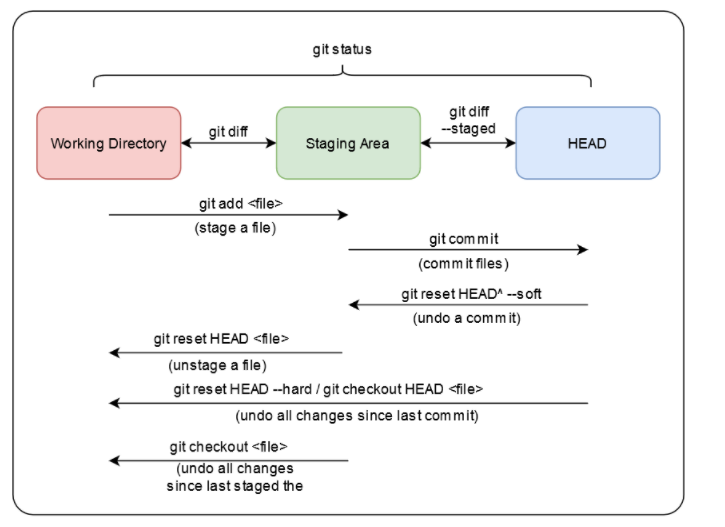 git status
Working Directory
git diff
Staging Area
git diff
--staged
HEAD
git add <file>
(stage a file)
git commit
(commit files)
git reset HEAD^ --soft
(undo a commit)
git reset HEAD <file>
(unstage a file)
git reset HEAD --hard / git checkout HEAD <file>
(undo all changes since last commit)
git checkout <file>
(undo all changes
since last staged the